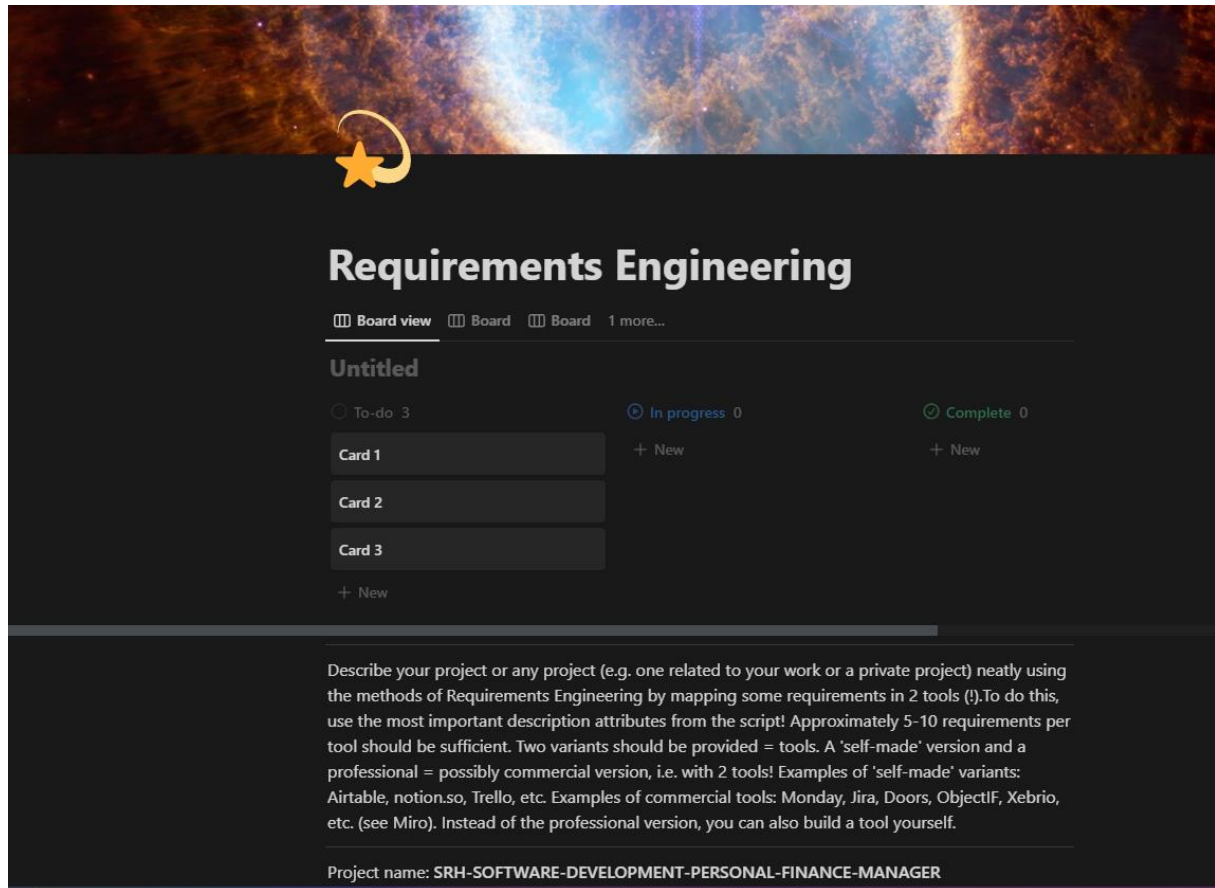 Requirements Engineering
Board view Board Board 1 more...
Untitled
To-do 3 In progress 0 Complete 0
Card 1 + New + New
Card 2
Card 3
+ New
Describe your project or any project (e.g. one related to your work or a private project) neatly using
the methods of Requirements Engineering by mapping some requirements in 2 tools (!).To do this,
use the most important description attributes from the script! Approximately 5-10 requirements per
tool should be sufficient. Two variants should be provided = tools. A 'self-made' version and a
professional = possibly commercial version, i.e. with 2 tools! Examples of 'self-made' variants:
Airtable, notion.so, Trello, etc. Examples of commercial tools: Monday, Jira, Doors, ObjectIF, Xebrio,
etc. (see Miro). Instead of the professional version, you can also build a tool yourself.
Project name: SRH-SOFTWARE-DEVELOPMENT-PERSONAL-FINANCE-MANAGER